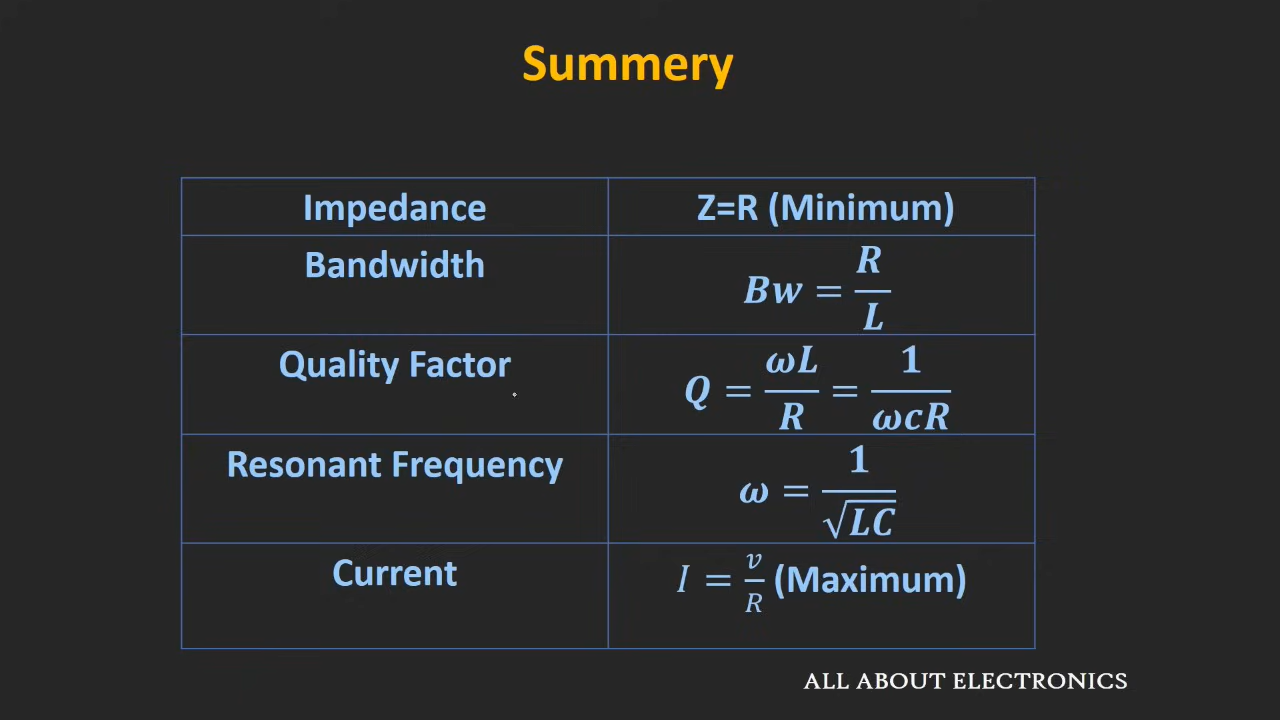 Summery
Impedance Z=R (Minimum)
Bandwidth Bw = R/L
Quality Factor Q = ωL/R = 1/ωcR
Resonant Frequency ω = 1/√LC
Current I = v/R (Maximum)
ALL ABOUT ELECTRONICS